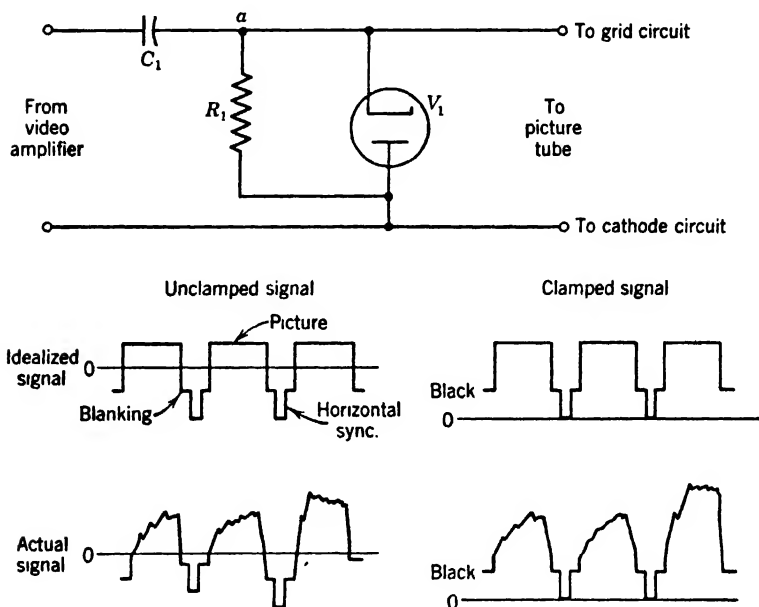 a
To grid circuit
C₁
From
video
amplifier
R₁
V₁
To
picture
tube
To cathode circuit
Unclamped signal
Clamped signal
Picture
Idealized
signal
0
Blanking
Horizontal
sync.
Black
0
Actual
signal
0
Black
0